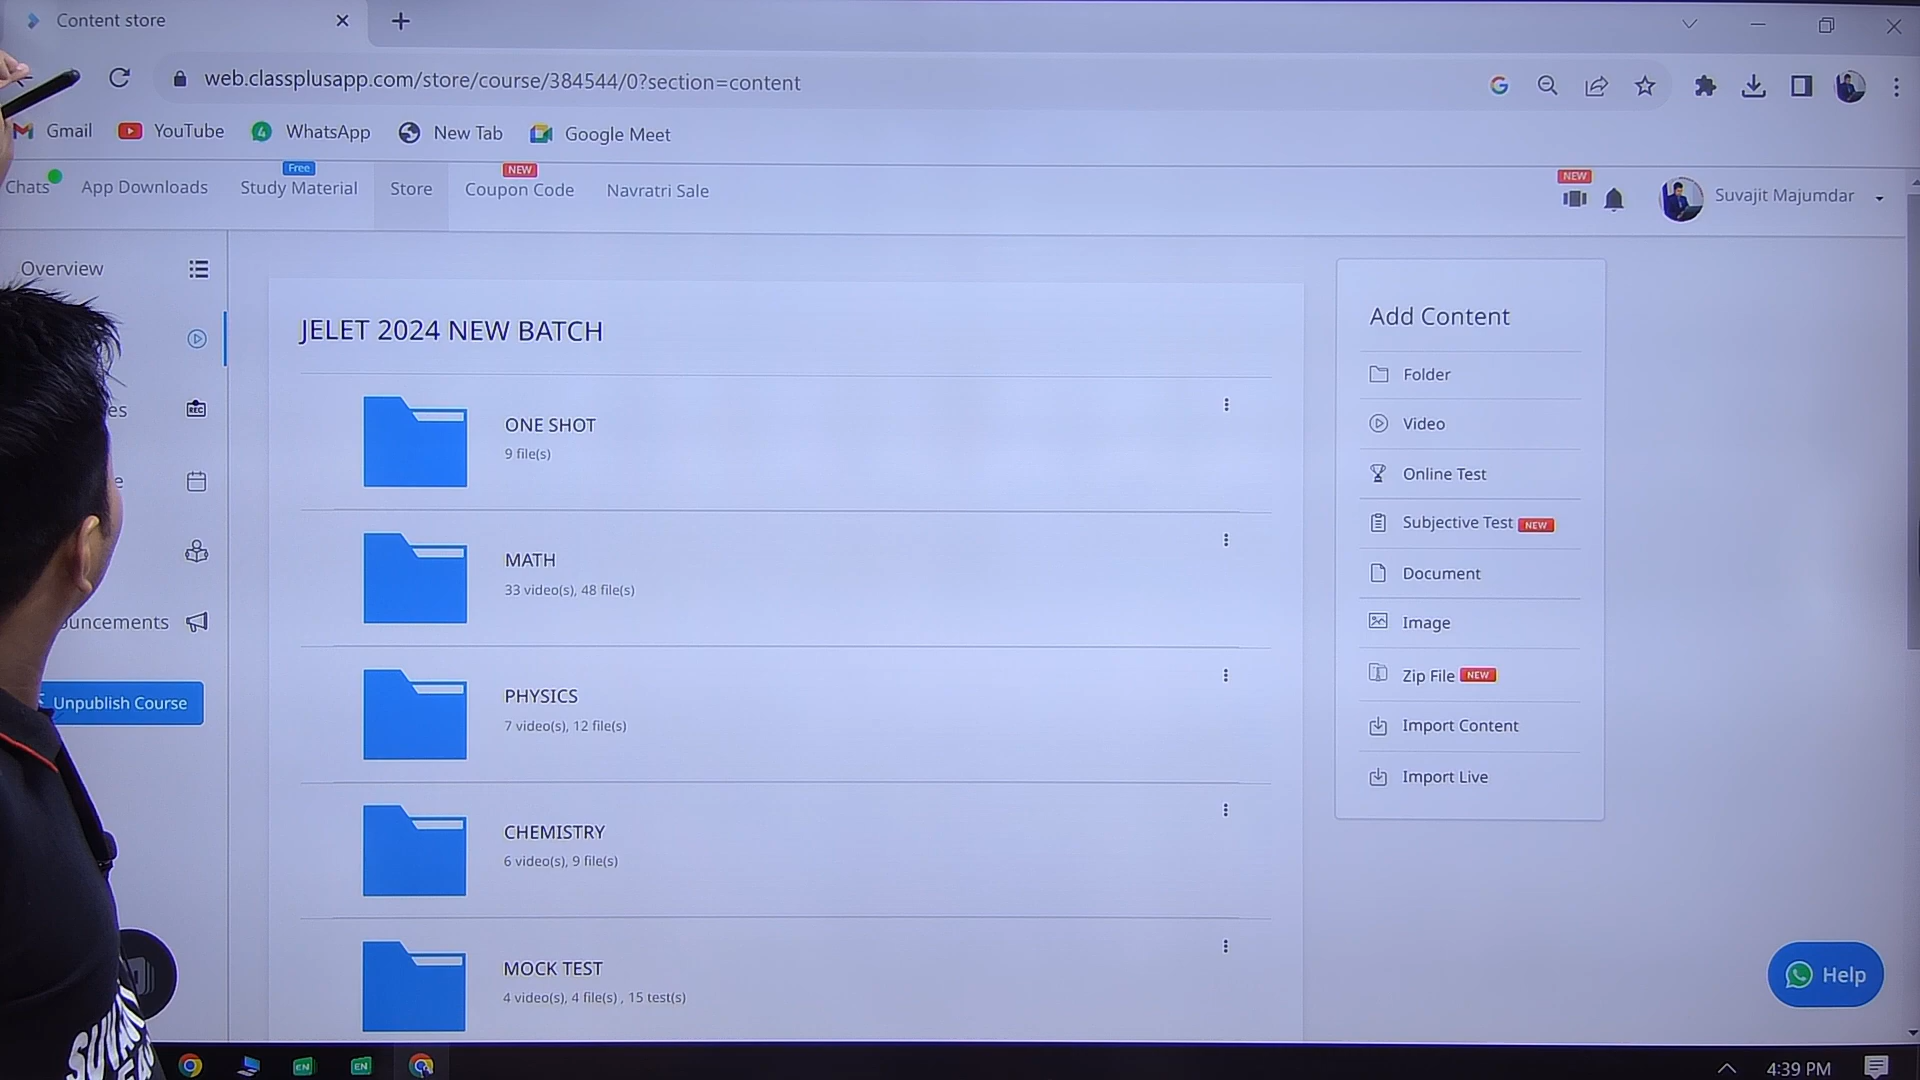 Content store
web.classplusapp.com/store/course/384544/0?section=content
Gmail YouTube WhatsApp New Tab Google Meet
Chats App Downloads Free Study Material Store NEW Coupon Code Navratri Sale
NEW Suvajit Majumdar
Overview
REC
uncements
Unpublish Course
JELET 2024 NEW BATCH
ONE SHOT
9 file(s)
MATH
33 video(s), 48 file(s)
PHYSICS
7 video(s), 12 file(s)
CHEMISTRY
6 video(s), 9 file(s)
MOCK TEST
4 video(s), 4 file(s) , 15 test(s)
Add Content
Folder
Video
Online Test
Subjective Test NEW
Document
Image
Zip File NEW
Import Content
Import Live
Help
EN EN
4:39 PM